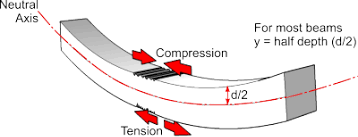 Neutral
Axis
For most beams
y = half depth (d/2)
Compression
d/2
Tension